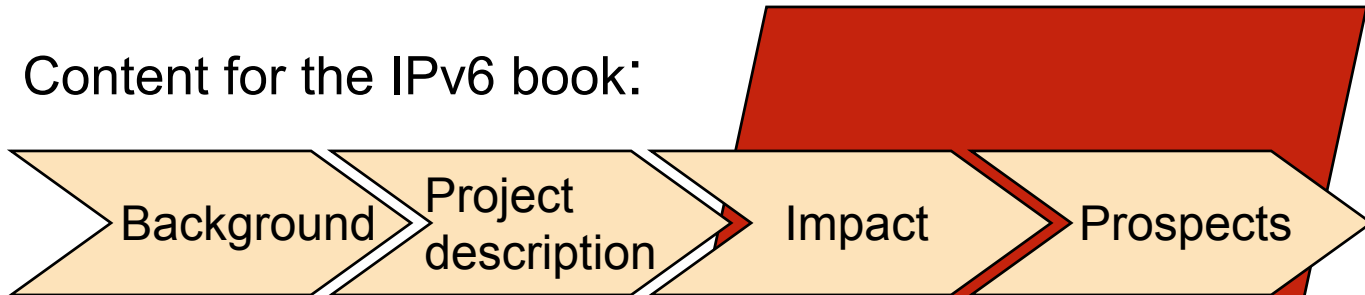 Content for the IPv6 book:
Background
Project
description
Impact
Prospects